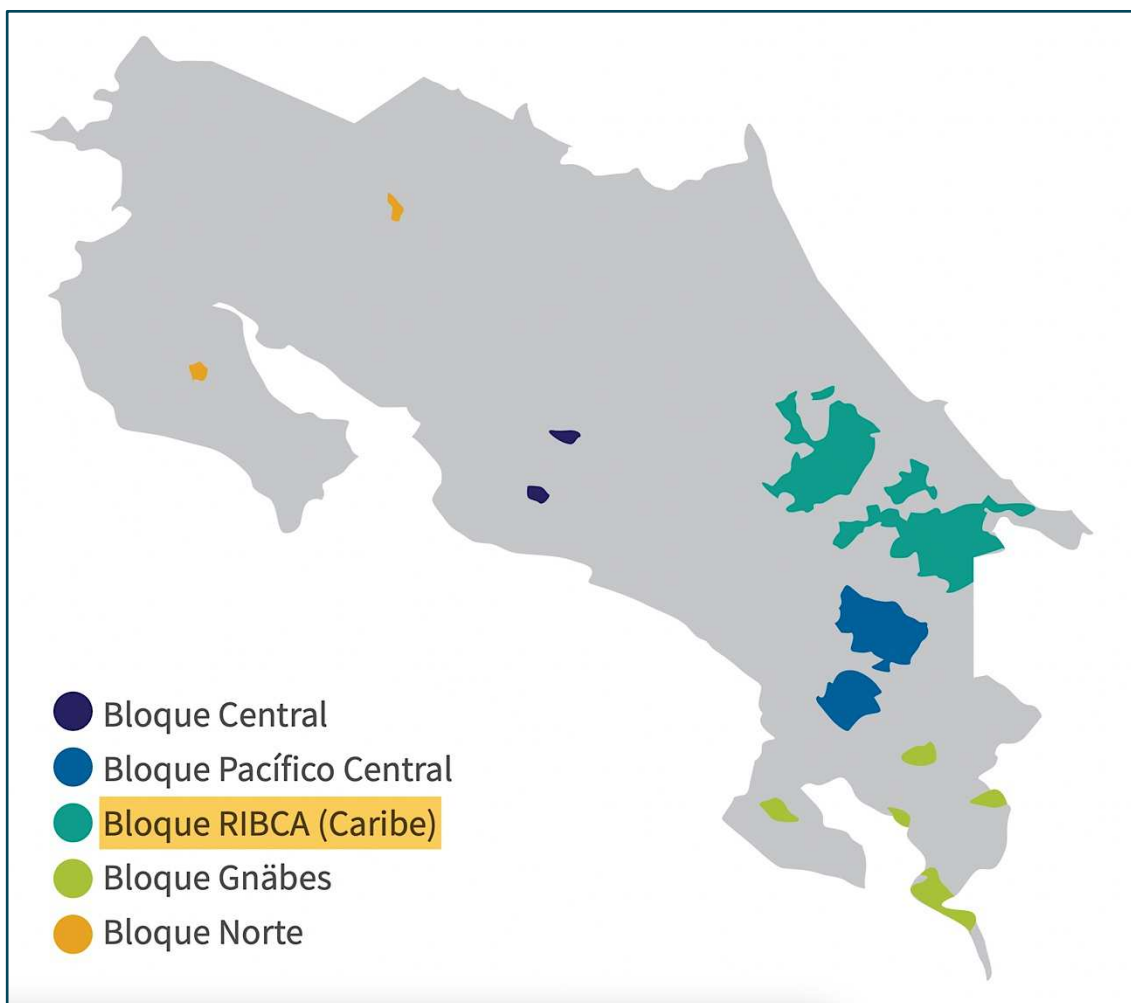 Bloque Central
Bloque Pacífico Central
Bloque RIBCA (Caribe)
Bloque Gnäbes
Bloque Norte